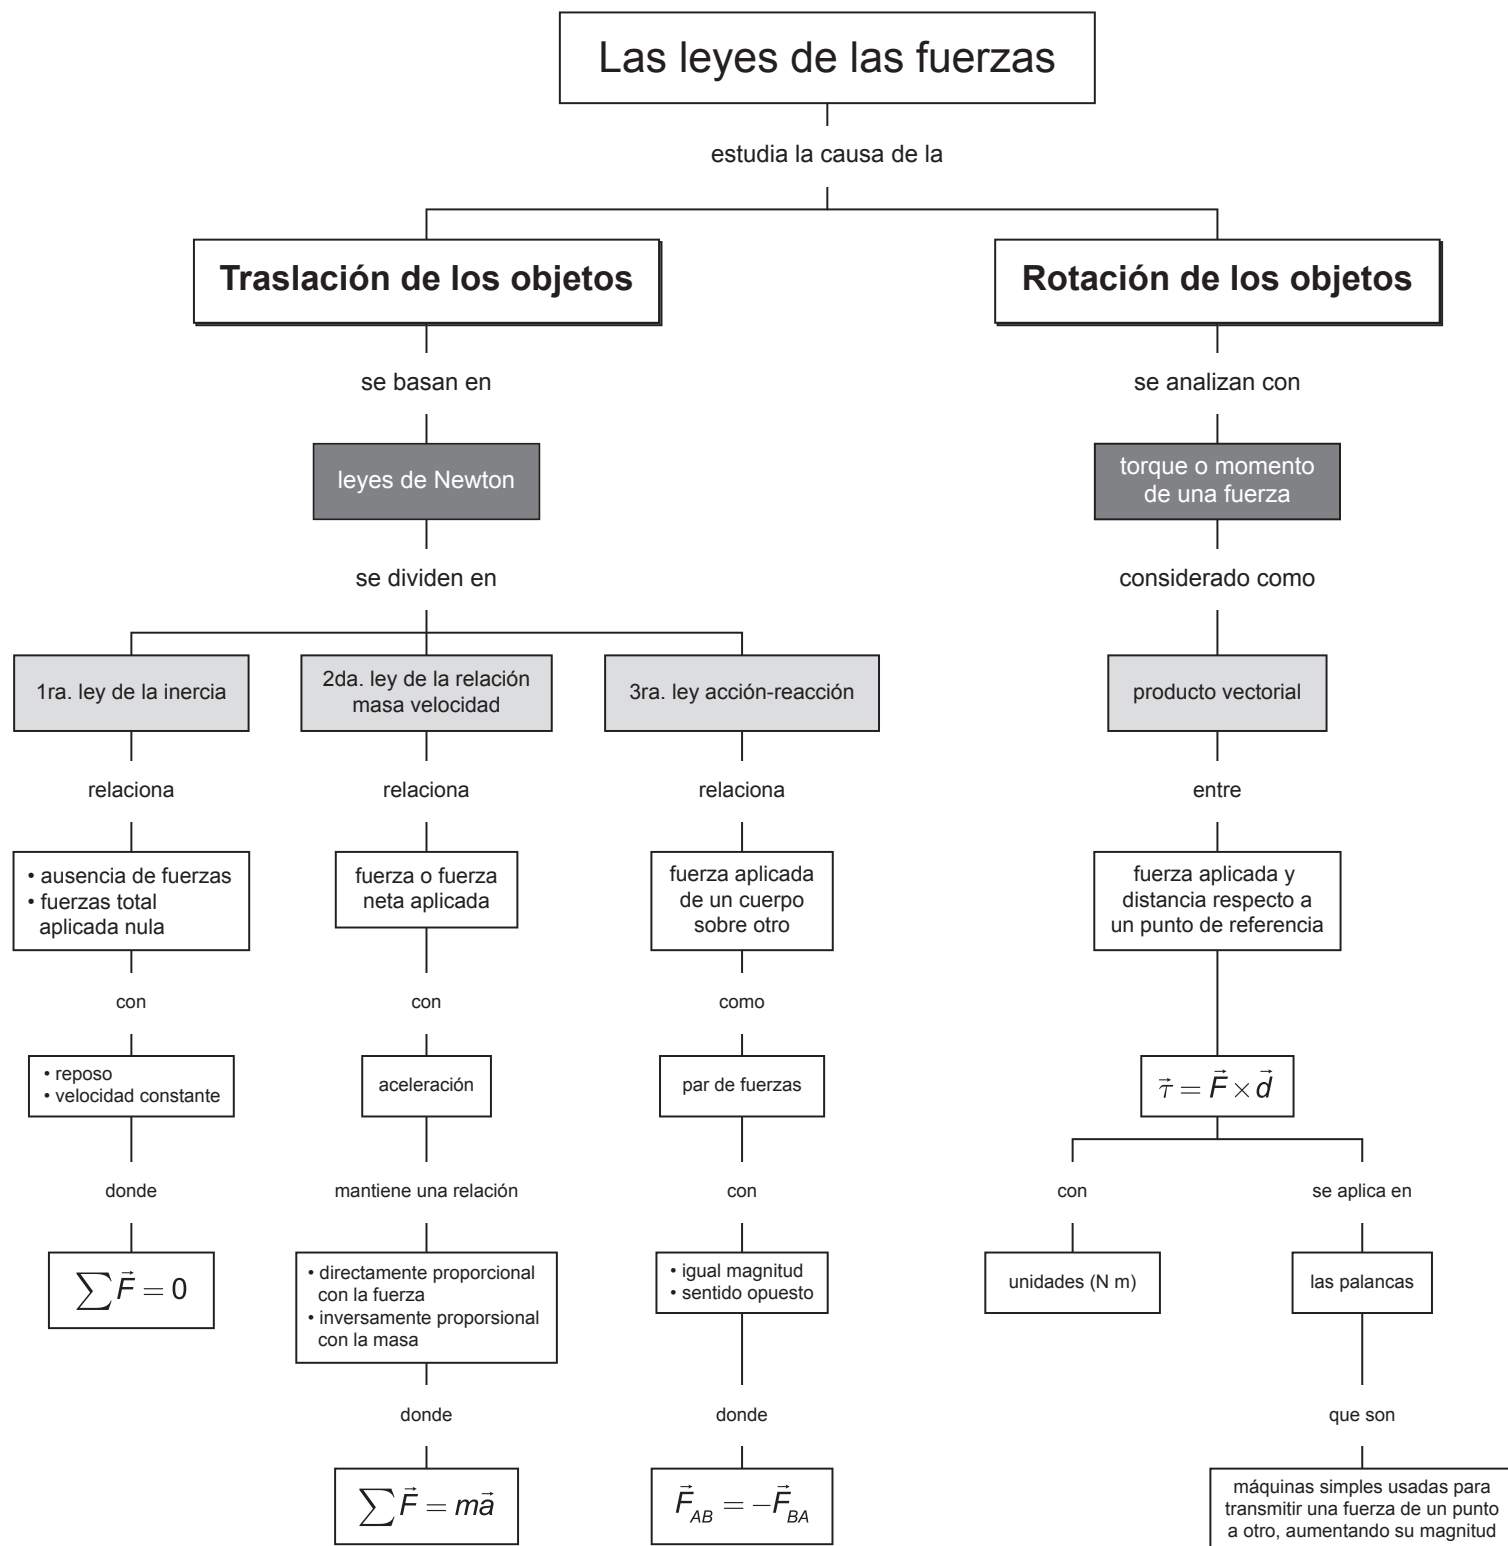 Las leyes de las fuerzas
estudia la causa de la
Traslación de los objetos
se basan en
leyes de Newton
se dividen en
1ra. ley de la inercia
relaciona
• ausencia de fuerzas
• fuerzas total
aplicada nula
con
• reposo
• velocidad constante
donde
∑F⃗ = 0
2da. ley de la relación
masa velocidad
relaciona
fuerza o fuerza
neta aplicada
con
aceleración
mantiene una relación
• directamente proporcional
con la fuerza
• inversamente proporsional
con la masa
donde
∑F⃗ = ma⃗
3ra. ley acción-reacción
relaciona
fuerza aplicada
de un cuerpo
sobre otro
como
par de fuerzas
con
• igual magnitud
• sentido opuesto
donde
F⃗_AB = −F⃗_BA
Rotación de los objetos
se analizan con
torque o momento
de una fuerza
considerado como
producto vectorial
entre
fuerza aplicada y
distancia respecto a
un punto de referencia
τ⃗ = F⃗ × d⃗
con
unidades (N m)
se aplica en
las palancas
que son
máquinas simples usadas para
transmitir una fuerza de un punto
a otro, aumentando su magnitud